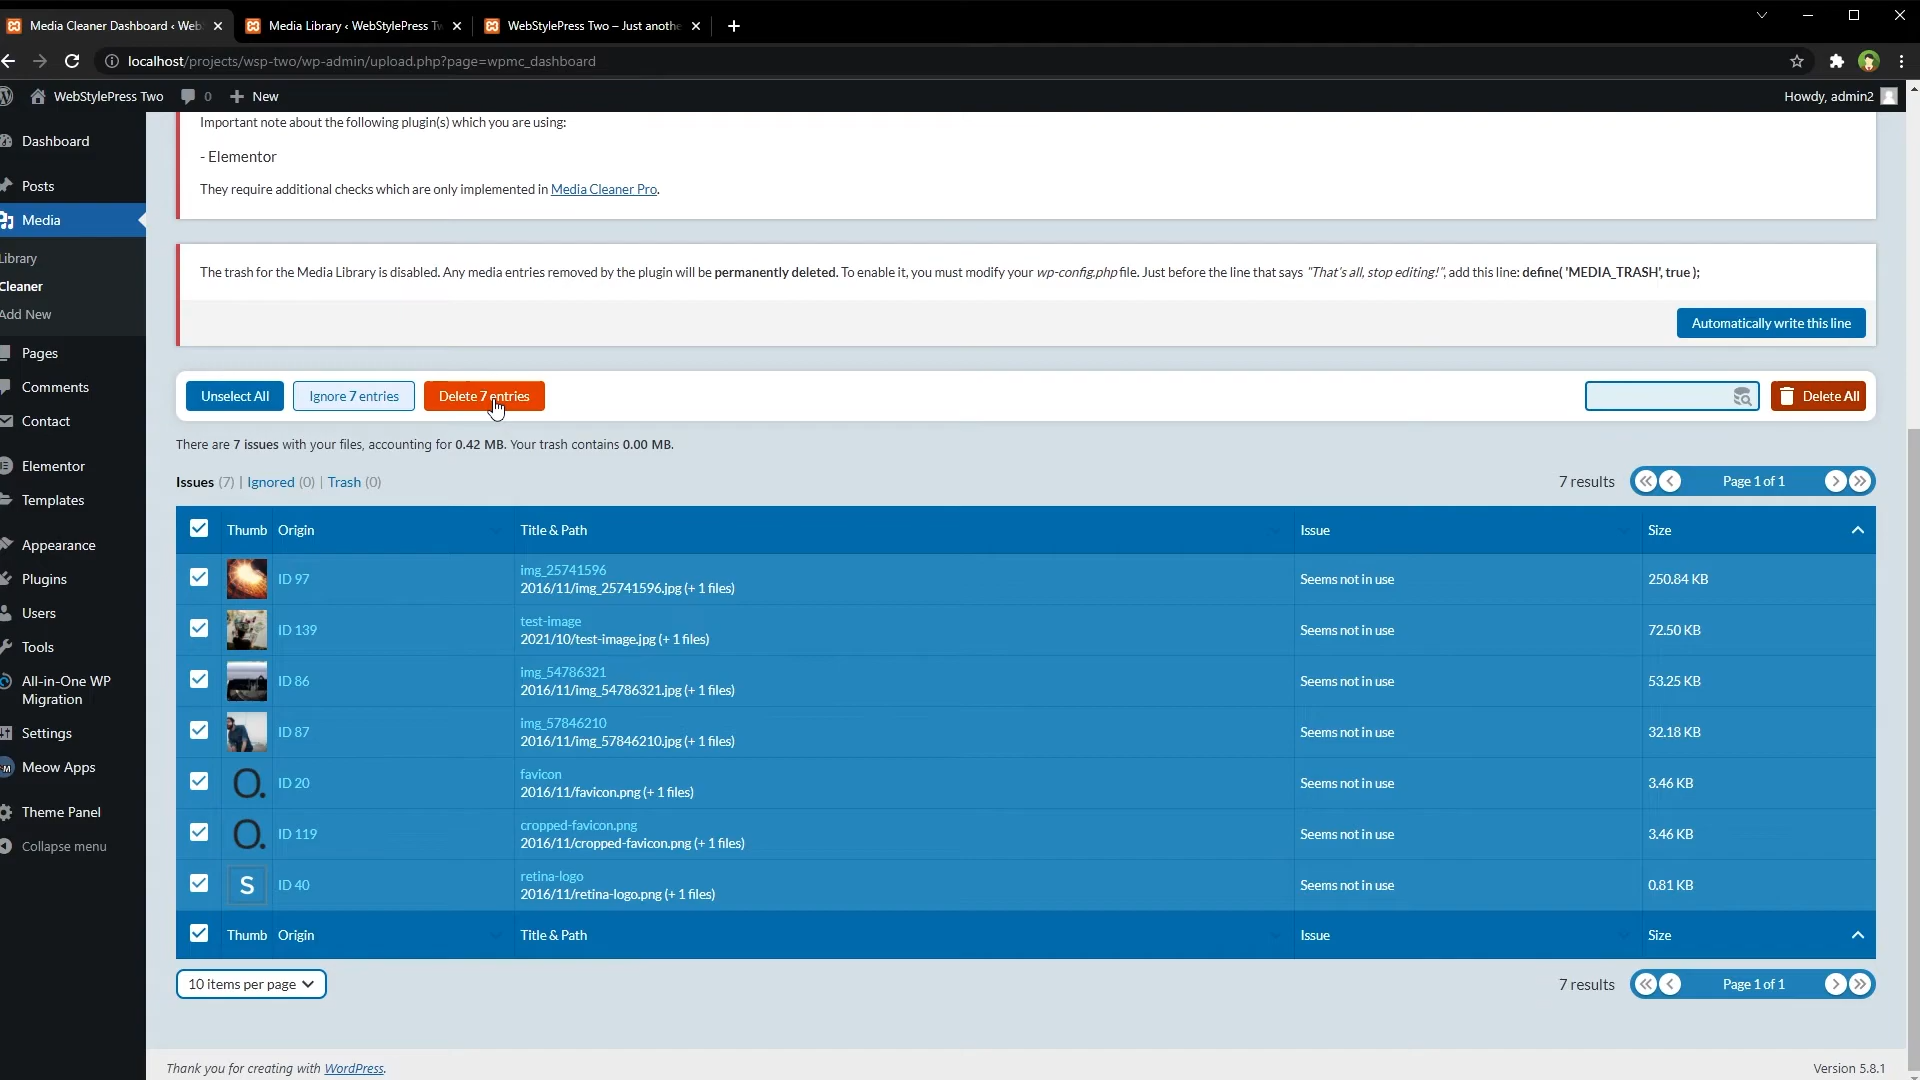 Media Cleaner Dashboard ‹ Web
Media Library ‹ WebStylePress Tw
WebStylePress Two – Just anothe
localhost/projects/wsp-two/wp-admin/upload.php?page=wpmc_dashboard
WebStylePress Two
0
New
Howdy, admin2
Dashboard
Posts
Media
Library
Cleaner
Add New
Pages
Comments
Contact
Elementor
Templates
Appearance
Plugins
Users
Tools
All-in-One WP
Migration
Settings
Meow Apps
Theme Panel
Collapse menu
Important note about the following plugin(s) which you are using:
- Elementor
They require additional checks which are only implemented in Media Cleaner Pro.
The trash for the Media Library is disabled. Any media entries removed by the plugin will be permanently deleted. To enable it, you must modify your wp-config.php file. Just before the line that says "That's all, stop editing!", add this line: define( 'MEDIA_TRASH', true );
Automatically write this line
Unselect All
Ignore 7 entries
Delete 7 entries
Delete All
There are 7 issues with your files, accounting for 0.42 MB. Your trash contains 0.00 MB.
Issues (7) | Ignored (0) | Trash (0)
7 results
Page 1 of 1
Thumb Origin Title & Path Issue Size
ID 97
img_25741596
2016/11/img_25741596.jpg (+ 1 files)
Seems not in use
250.84 KB
ID 139
test-image
2021/10/test-image.jpg (+ 1 files)
Seems not in use
72.50 KB
ID 86
img_54786321
2016/11/img_54786321.jpg (+ 1 files)
Seems not in use
53.25 KB
ID 87
img_57846210
2016/11/img_57846210.jpg (+ 1 files)
Seems not in use
32.18 KB
O.
ID 20
favicon
2016/11/favicon.png (+ 1 files)
Seems not in use
3.46 KB
O.
ID 119
cropped-favicon.png
2016/11/cropped-favicon.png (+ 1 files)
Seems not in use
3.46 KB
S
ID 40
retina-logo
2016/11/retina-logo.png (+ 1 files)
Seems not in use
0.81 KB
Thumb Origin Title & Path Issue Size
10 items per page
7 results
Page 1 of 1
Thank you for creating with WordPress.
Version 5.8.1